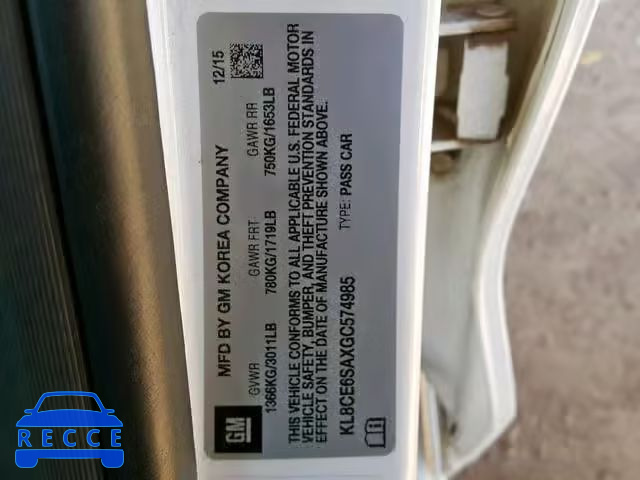 MFD BY GM KOREA COMPANY 12/15
GVWR GAWR FRT GAWR RR
1366KG/3011LB 780KG/1719LB 750KG/1653LB
THIS VEHICLE CONFORMS TO ALL APPLICABLE U.S. FEDERAL MOTOR
VEHICLE SAFETY, BUMPER, AND THEFT PREVENTION STANDARDS IN
EFFECT ON THE DATE OF MANUFACTURE SHOWN ABOVE.
KL8CE6SAXGC574985 TYPE: PASS CAR
GM
RECCE